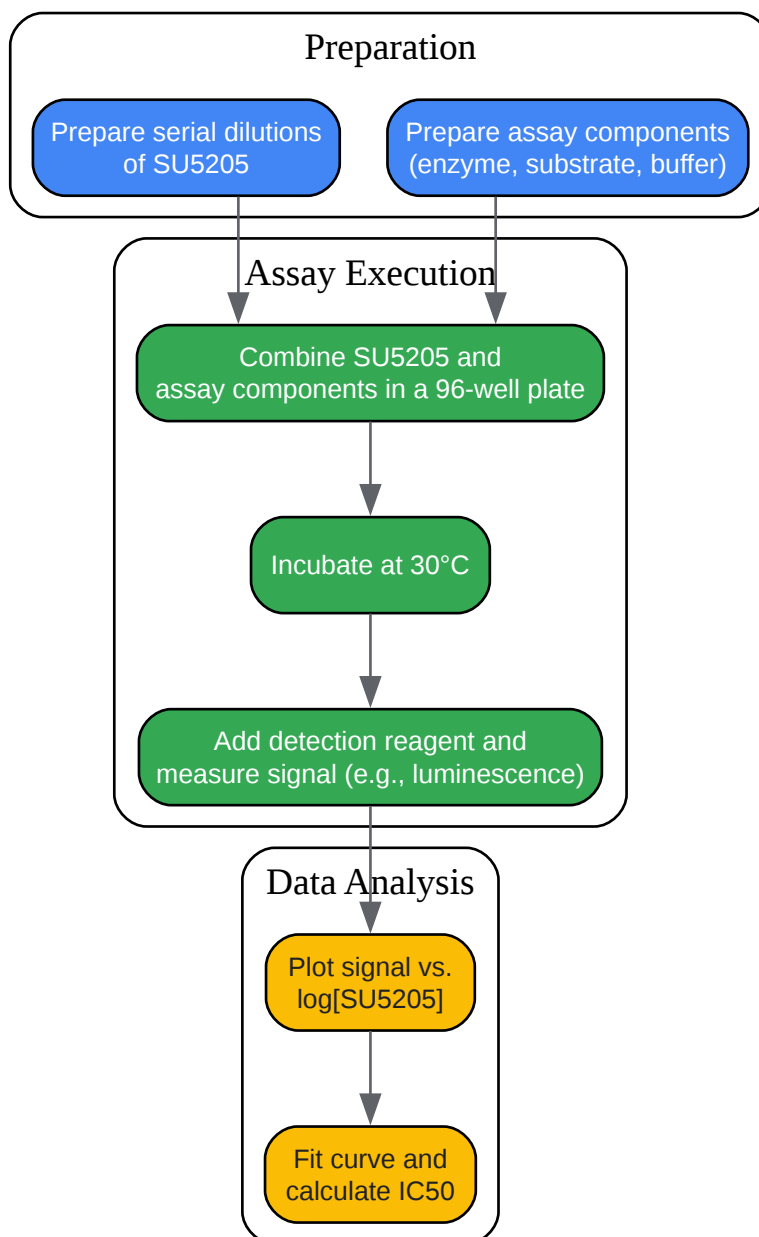 Preparation
Prepare serial dilutions
of SU5205
Prepare assay components
(enzyme, substrate, buffer)
Assay Execution
Combine SU5205 and
assay components in a 96-well plate
Incubate at 30°C
Add detection reagent and
measure signal (e.g., luminescence)
Data Analysis
Plot signal vs.
log[SU5205]
Fit curve and
calculate IC50